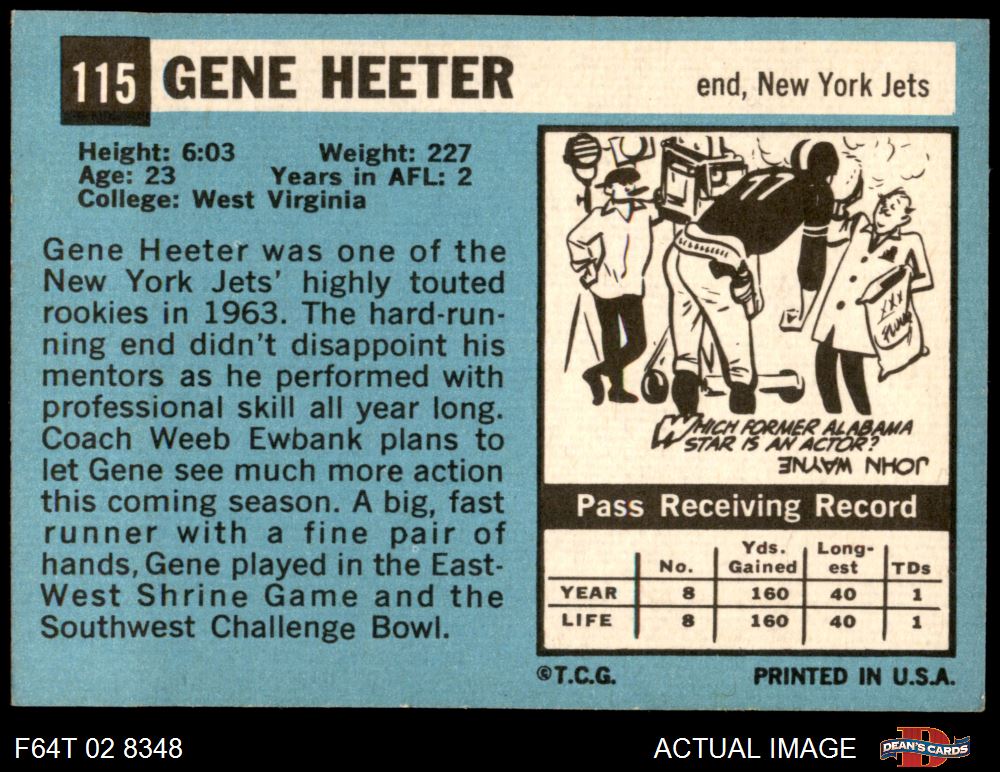 115 GENE HEETER
end, New York Jets
Height: 6:03 Weight: 227
Age: 23 Years in AFL: 2
College: West Virginia
Gene Heeter was one of the
New York Jets' highly touted
rookies in 1963. The hard-run-
ning end didn't disappoint his
mentors as he performed with
professional skill all year long.
Coach Weeb Ewbank plans to
let Gene see much more action
this coming season. A big, fast
runner with a fine pair of
hands, Gene played in the East-
West Shrine Game and the
Southwest Challenge Bowl.
77
XXX
WHICH FORMER ALABAMA
STAR IS AN ACTOR?
JOHN WAYNE
Pass Receiving Record
No. Yds. Gained Long-est TDs
YEAR 8 160 40 1
LIFE 8 160 40 1
©T.C.G. PRINTED IN U.S.A.
F64T 02 8348
ACTUAL IMAGE
D
DEAN'S CARDS